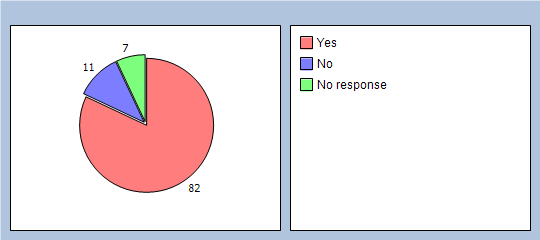 7
11
82
Yes
No
No response